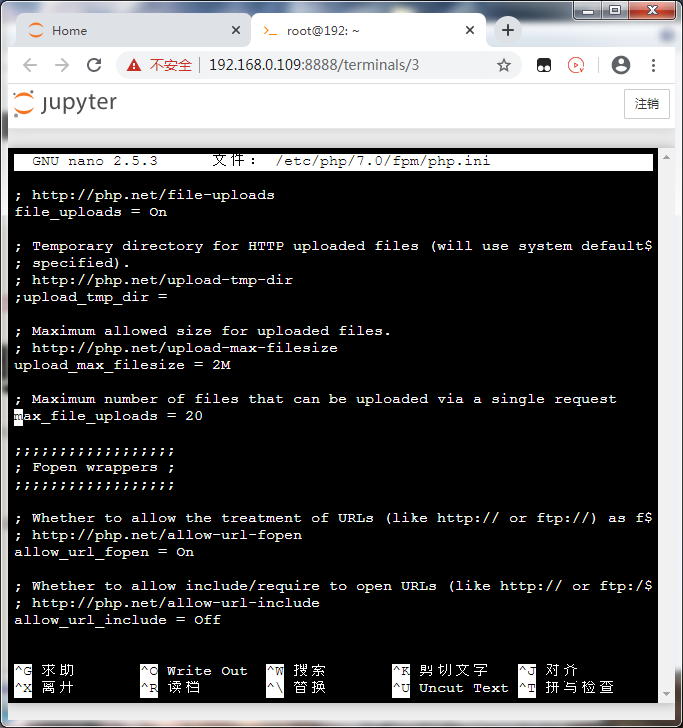 Home
root@192: ~
不安全 192.168.0.109:8888/terminals/3
jupyter
注销
GNU nano 2.5.3 文件： /etc/php/7.0/fpm/php.ini
; http://php.net/file-uploads
file_uploads = On
; Temporary directory for HTTP uploaded files (will use system default$
; specified).
; http://php.net/upload-tmp-dir
;upload_tmp_dir =
; Maximum allowed size for uploaded files.
; http://php.net/upload-max-filesize
upload_max_filesize = 2M
; Maximum number of files that can be uploaded via a single request
max_file_uploads = 20
;;;;;;;;;;;;;;;;;;
; Fopen wrappers ;
;;;;;;;;;;;;;;;;;;
; Whether to allow the treatment of URLs (like http:// or ftp://) as f$
; http://php.net/allow-url-fopen
allow_url_fopen = On
; Whether to allow include/require to open URLs (like http:// or ftp:/$
; http://php.net/allow-url-include
allow_url_include = Off
^G 求助 ^O Write Out ^W 搜索 ^K 剪切文字 ^J 对齐
^X 离开 ^R 读档 ^\ 替换 ^U Uncut Text ^T 拼写检查